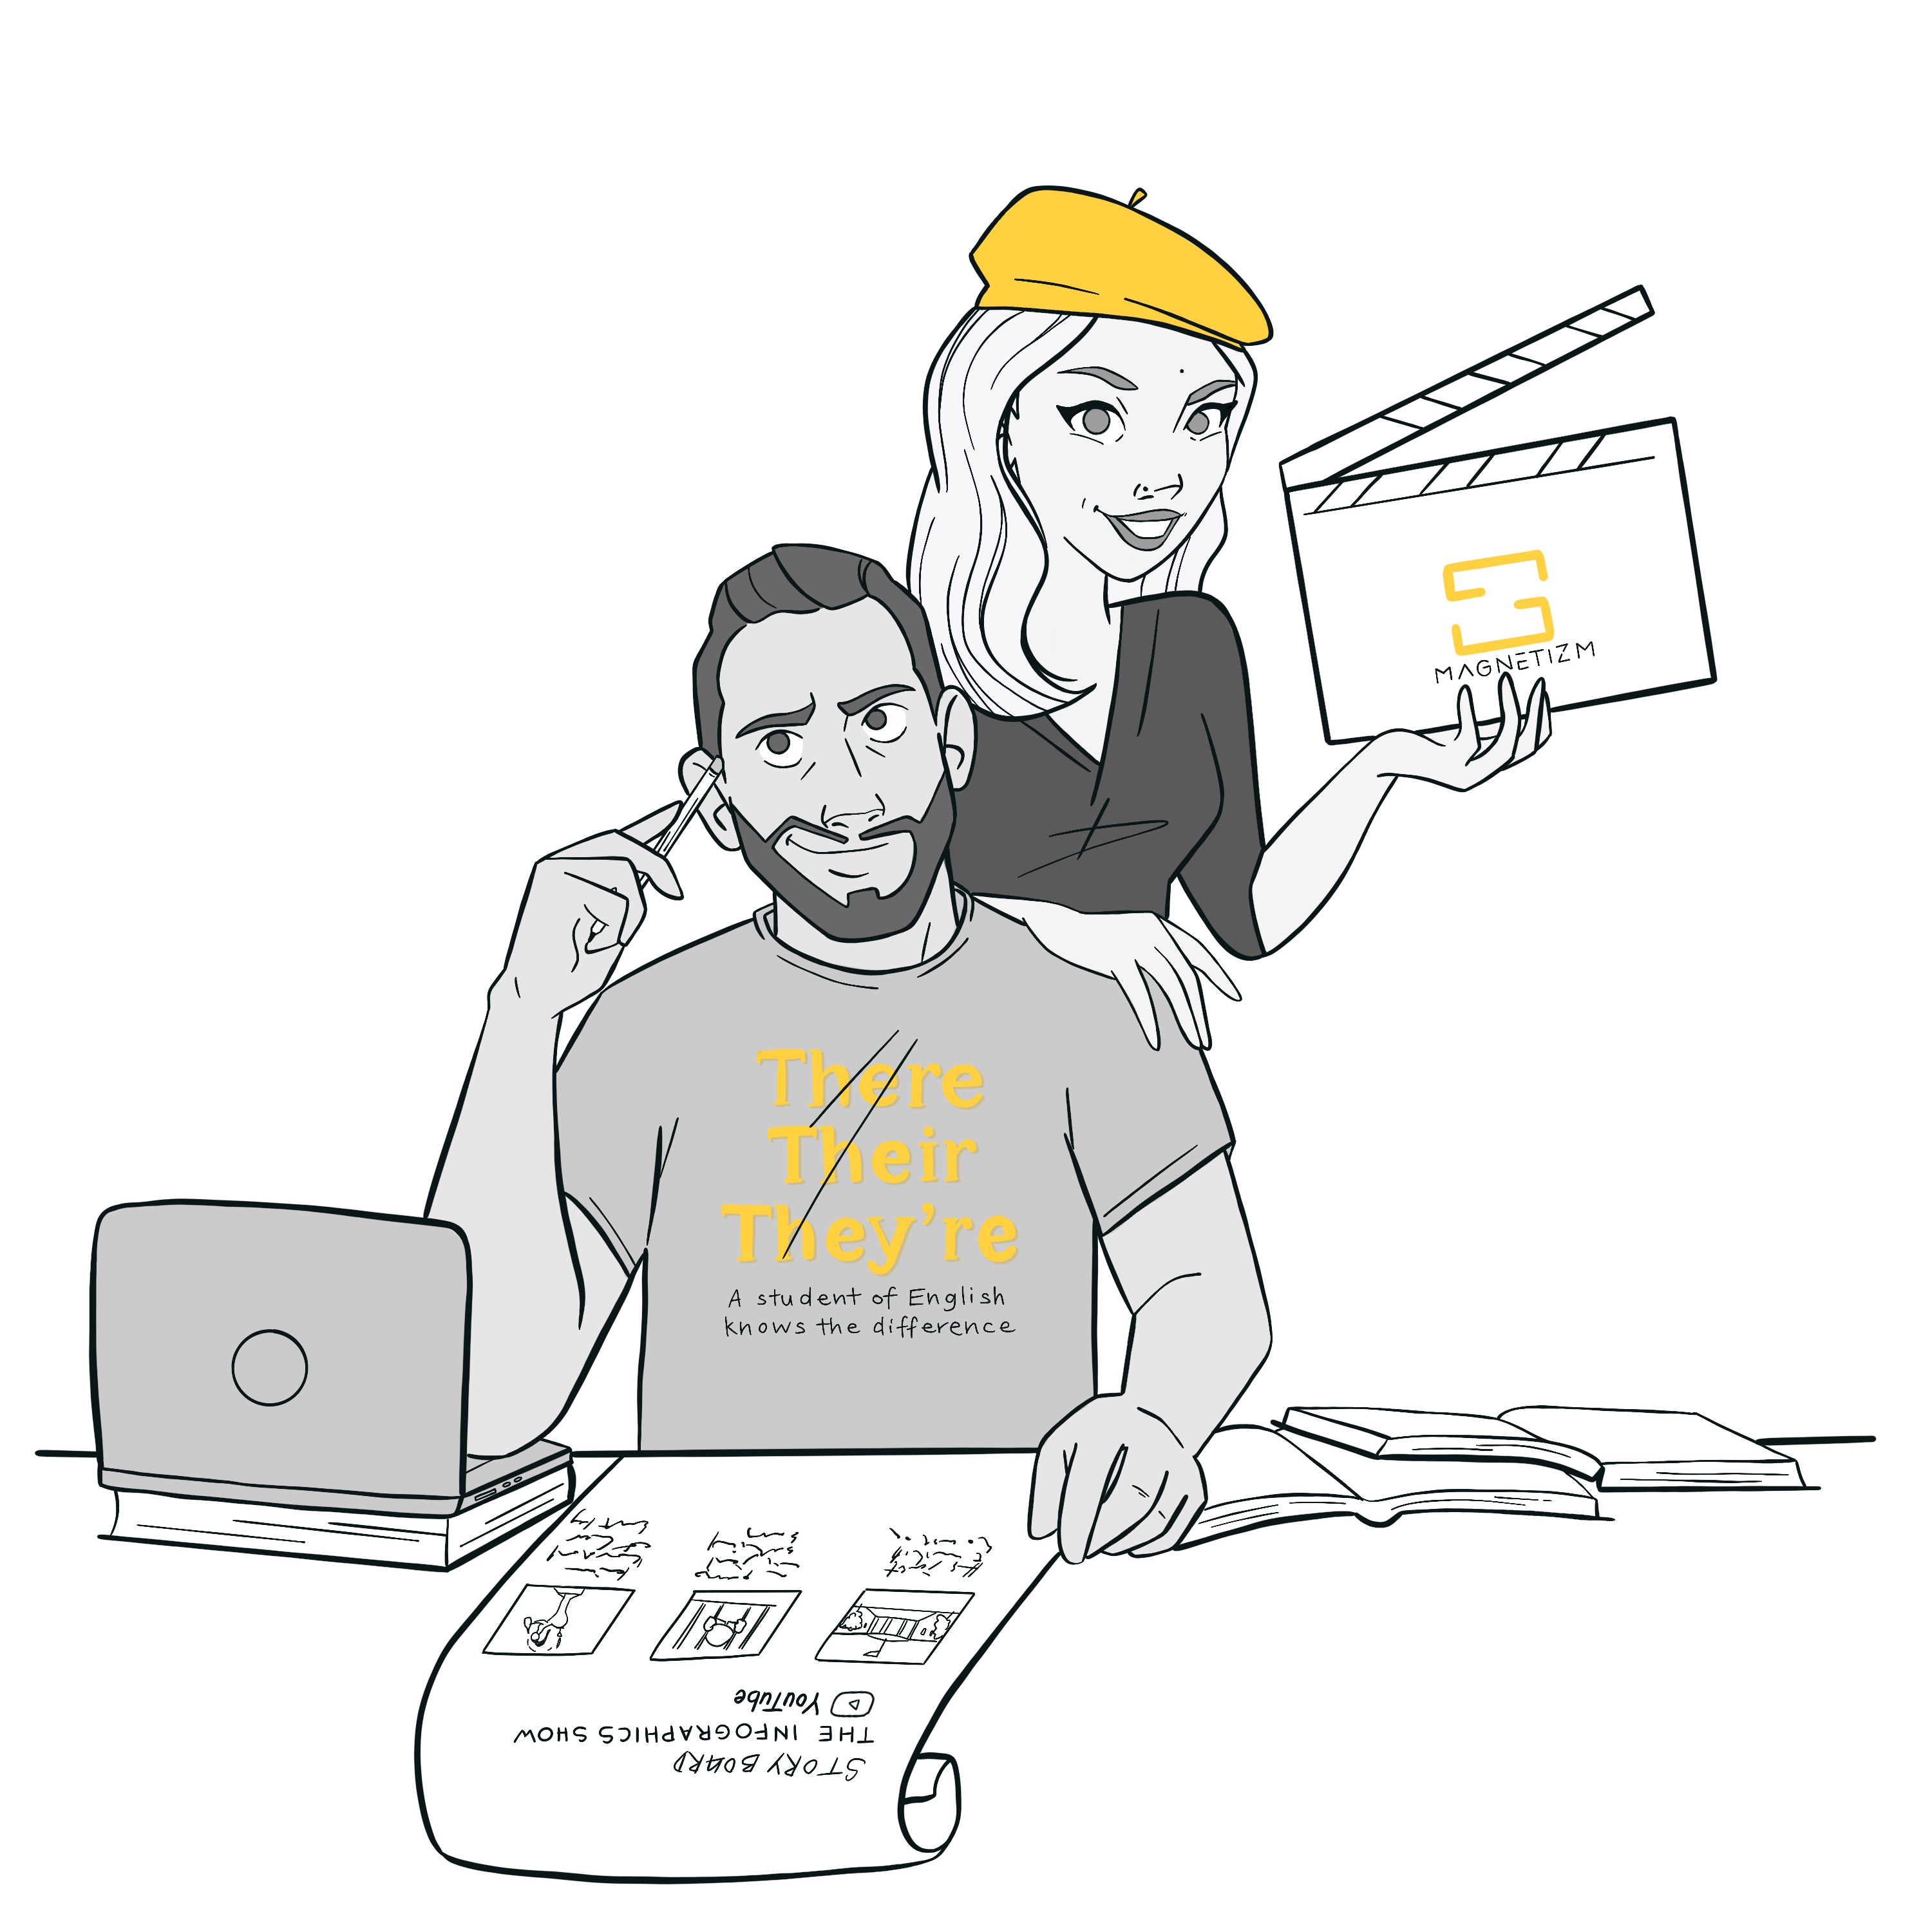 MAGNETIZM
There
Their
They're
A student of English
knows the difference
STORY BOARD
THE INFOGRAPHICS SHOW
YouTube